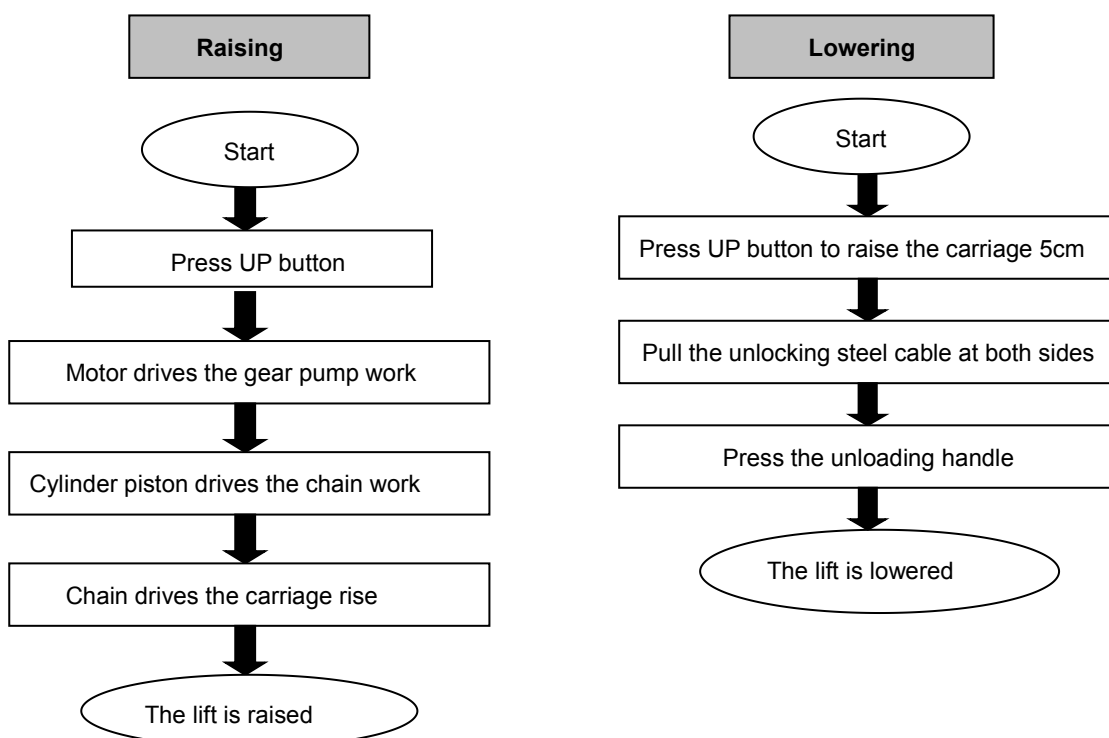 Raising
Start
Press UP button
Motor drives the gear pump work
Cylinder piston drives the chain work
Chain drives the carriage rise
The lift is raised
Lowering
Start
Press UP button to raise the carriage 5cm
Pull the unlocking steel cable at both sides
Press the unloading handle
The lift is lowered